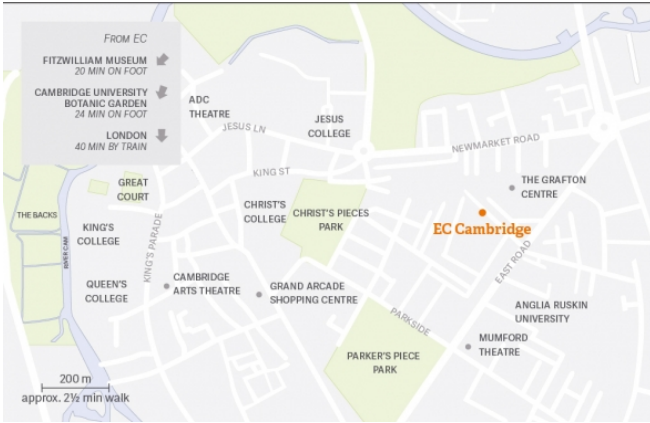 FROM EC
FITZWILLIAM MUSEUM
20 MIN ON FOOT
CAMBRIDGE UNIVERSITY
BOTANIC GARDEN
24 MIN ON FOOT
LONDON
40 MIN BY TRAIN
ADC
THEATRE
JESUS LN
JESUS
COLLEGE
NEWMARKET ROAD
KING ST
GREAT
COURT
THE GRAFTON
CENTRE
THE BACKS
CHRIST'S
COLLEGE
CHRIST'S PIECES
PARK
EC Cambridge
KING'S
COLLEGE
KING'S PARADE
RIVER CAM
EAST ROAD
QUEEN'S
COLLEGE
CAMBRIDGE
ARTS THEATRE
GRAND ARCADE
SHOPPING CENTRE
PARKSIDE
ANGLIA RUSKIN
UNIVERSITY
MUMFORD
THEATRE
PARKER'S PIECE
PARK
200 m
approx. 2½ min walk